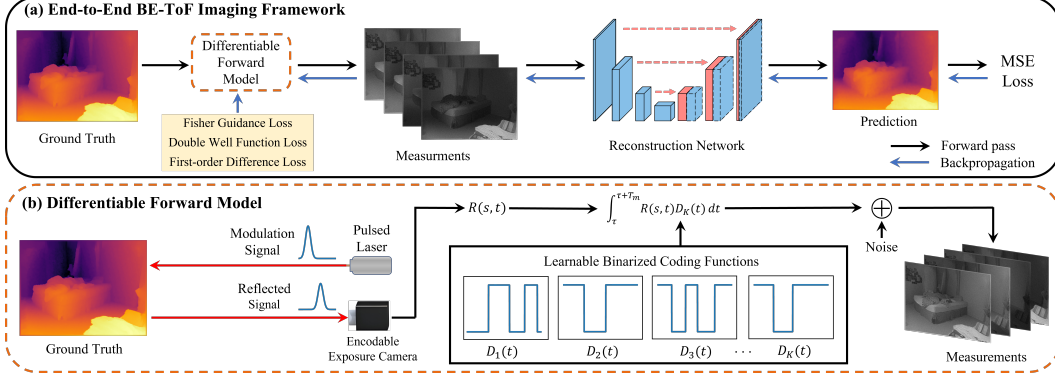 (a) End-to-End BE-ToF Imaging Framework
Differentiable
Forward
Model
Ground Truth
Fisher Guidance Loss
Double Well Function Loss
First-order Difference Loss
Measurments
Reconstruction Network
Prediction
MSE
Loss
Forward pass
Backpropagation
(b) Differentiable Forward Model
Modulation
Signal
Pulsed
Laser
Reflected
Signal
Ground Truth
Encodable
Exposure Camera
R(s, t)
∫_τ^{τ+T_m} R(s, t)D_K(t) dt
Noise
Learnable Binarized Coding Functions
D_1(t) D_2(t) D_3(t) ··· D_K(t)
Measurements